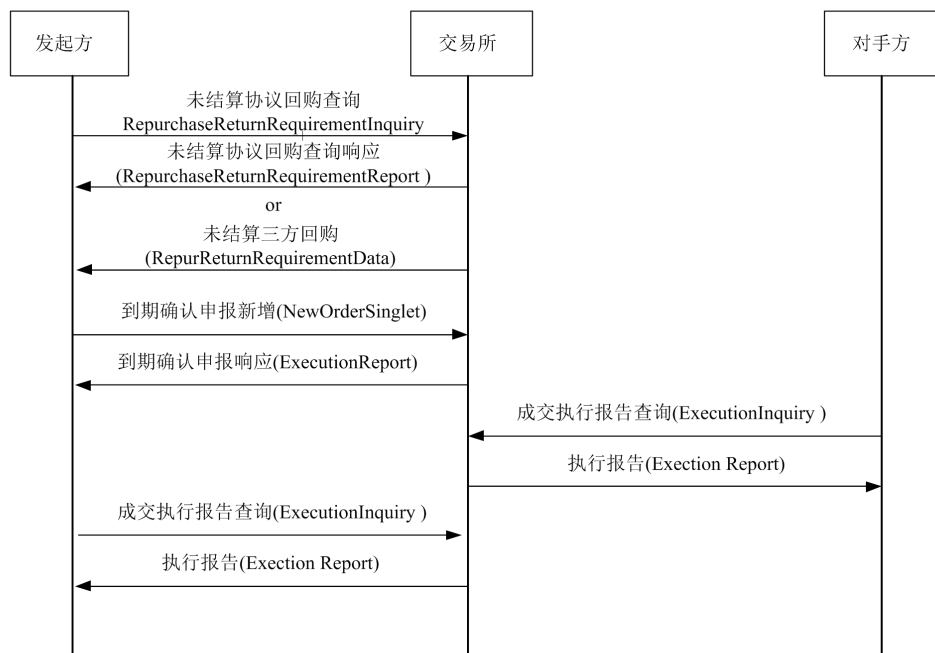 发起方
交易所
对手方
未结算协议回购查询
RepurchaseReturnRequirementInquiry
未结算协议回购查询响应
(RepurchaseReturnRequirementReport )
or
未结算三方回购
(RepurReturnRequirementData)
到期确认申报新增(NewOrderSinglet)
到期确认申报响应(ExecutionReport)
成交执行报告查询(ExecutionInquiry )
执行报告(Exection Report)
成交执行报告查询(ExecutionInquiry )
执行报告(Exection Report)